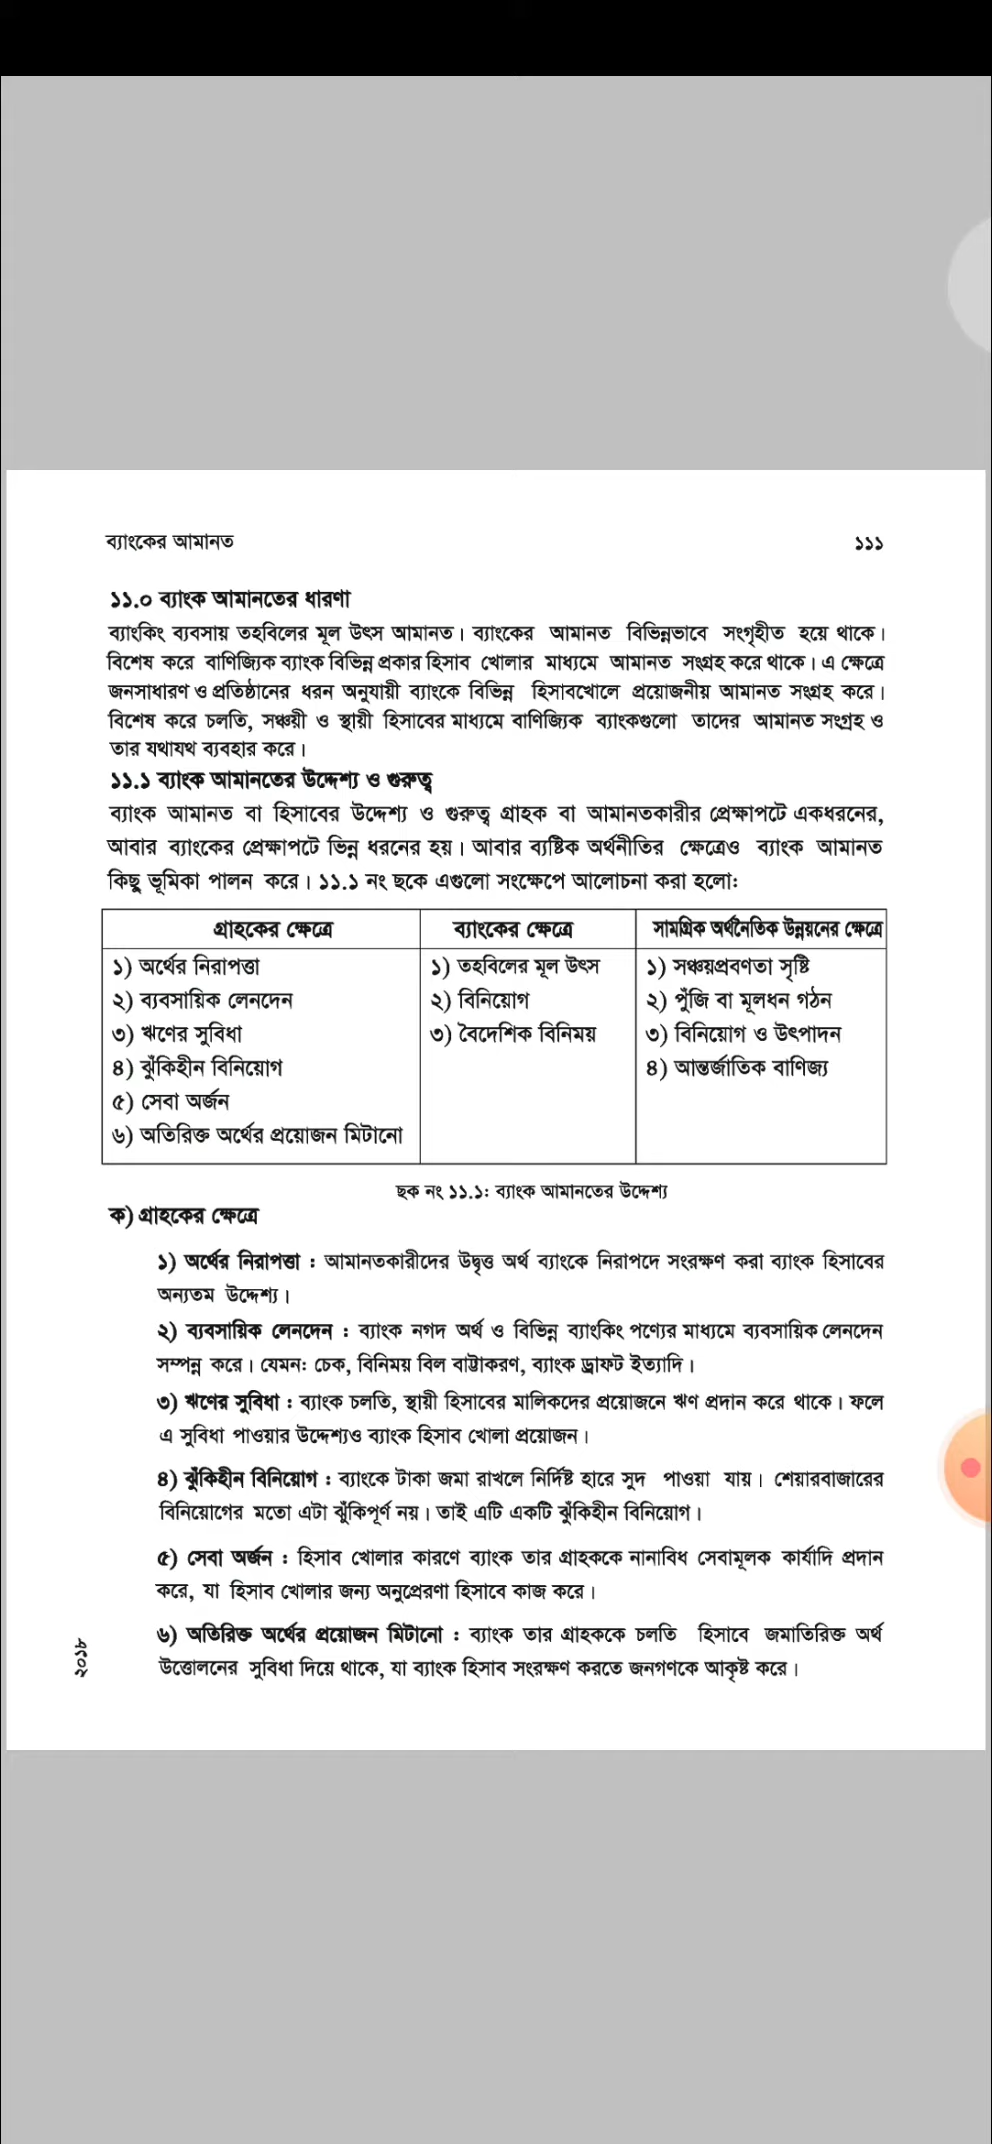 ব্যাংকের আমানত ১১১
১১.০ ব্যাংক আমানতের ধারণা
ব্যাংকিং ব্যবসায় তহবিলের মূল উৎস আমানত। ব্যাংকের আমানত বিভিন্নভাবে সংগৃহীত হয়ে থাকে।
বিশেষ করে বাণিজ্যিক ব্যাংক বিভিন্ন প্রকার হিসাব খোলার মাধ্যমে আমানত সংগ্রহ করে থাকে। এ ক্ষেত্রে
জনসাধারণ ও প্রতিষ্ঠানের ধরন অনুযায়ী ব্যাংকে বিভিন্ন হিসাবখোলে প্রয়োজনীয় আমানত সংগ্রহ করে।
বিশেষ করে চলতি, সঞ্চয়ী ও স্থায়ী হিসাবের মাধ্যমে বাণিজ্যিক ব্যাংকগুলো তাদের আমানত সংগ্রহ ও
তার যথাযথ ব্যবহার করে।
১১.১ ব্যাংক আমানতের উদ্দেশ্য ও গুরুত্ব
ব্যাংক আমানত বা হিসাবের উদ্দেশ্য ও গুরুত্ব গ্রাহক বা আমানতকারীর প্রেক্ষাপটে একধরনের,
আবার ব্যাংকের প্রেক্ষাপটে ভিন্ন ধরনের হয়। আবার ব্যষ্টিক অর্থনীতির ক্ষেত্রেও ব্যাংক আমানত
কিছু ভূমিকা পালন করে। ১১.১ নং ছকে এগুলো সংক্ষেপে আলোচনা করা হলো:
গ্রাহকের ক্ষেত্রে ব্যাংকের ক্ষেত্রে সামগ্রিক অর্থনৈতিক উন্নয়নের ক্ষেত্রে
১) অর্থের নিরাপত্তা ১) তহবিলের মূল উৎস ১) সঞ্চয়প্রবণতা সৃষ্টি
২) ব্যবসায়িক লেনদেন ২) বিনিয়োগ ২) পুঁজি বা মূলধন গঠন
৩) ঋণের সুবিধা ৩) বৈদেশিক বিনিময় ৩) বিনিয়োগ ও উৎপাদন
৪) ঝুঁকিহীন বিনিয়োগ ৪) আন্তর্জাতিক বাণিজ্য
৫) সেবা অর্জন
৬) অতিরিক্ত অর্থের প্রয়োজন মিটানো
ছক নং ১১.১: ব্যাংক আমানতের উদ্দেশ্য
ক) গ্রাহকের ক্ষেত্রে
১) অর্থের নিরাপত্তা : আমানতকারীদের উদ্বৃত্ত অর্থ ব্যাংকে নিরাপদে সংরক্ষণ করা ব্যাংক হিসাবের
অন্যতম উদ্দেশ্য।
২) ব্যবসায়িক লেনদেন : ব্যাংক নগদ অর্থ ও বিভিন্ন ব্যাংকিং পণ্যের মাধ্যমে ব্যবসায়িক লেনদেন
সম্পন্ন করে। যেমন: চেক, বিনিময় বিল বাট্টাকরণ, ব্যাংক ড্রাফট ইত্যাদি।
৩) ঋণের সুবিধা : ব্যাংক চলতি, স্থায়ী হিসাবের মালিকদের প্রয়োজনে ঋণ প্রদান করে থাকে। ফলে
এ সুবিধা পাওয়ার উদ্দেশ্যও ব্যাংক হিসাব খোলা প্রয়োজন।
৪) ঝুঁকিহীন বিনিয়োগ : ব্যাংকে টাকা জমা রাখলে নির্দিষ্ট হারে সুদ পাওয়া যায়। শেয়ারবাজারের
বিনিয়োগের মতো এটা ঝুঁকিপূর্ণ নয়। তাই এটি একটি ঝুঁকিহীন বিনিয়োগ।
৫) সেবা অর্জন : হিসাব খোলার কারণে ব্যাংক তার গ্রাহককে নানাবিধ সেবামূলক কার্যাদি প্রদান
করে, যা হিসাব খোলার জন্য অনুপ্রেরণা হিসাবে কাজ করে।
৬) অতিরিক্ত অর্থের প্রয়োজন মিটানো : ব্যাংক তার গ্রাহককে চলতি হিসাবে জমাতিরিক্ত অর্থ
উত্তোলনের সুবিধা দিয়ে থাকে, যা ব্যাংক হিসাব সংরক্ষণ করতে জনগণকে আকৃষ্ট করে।
২০১৮